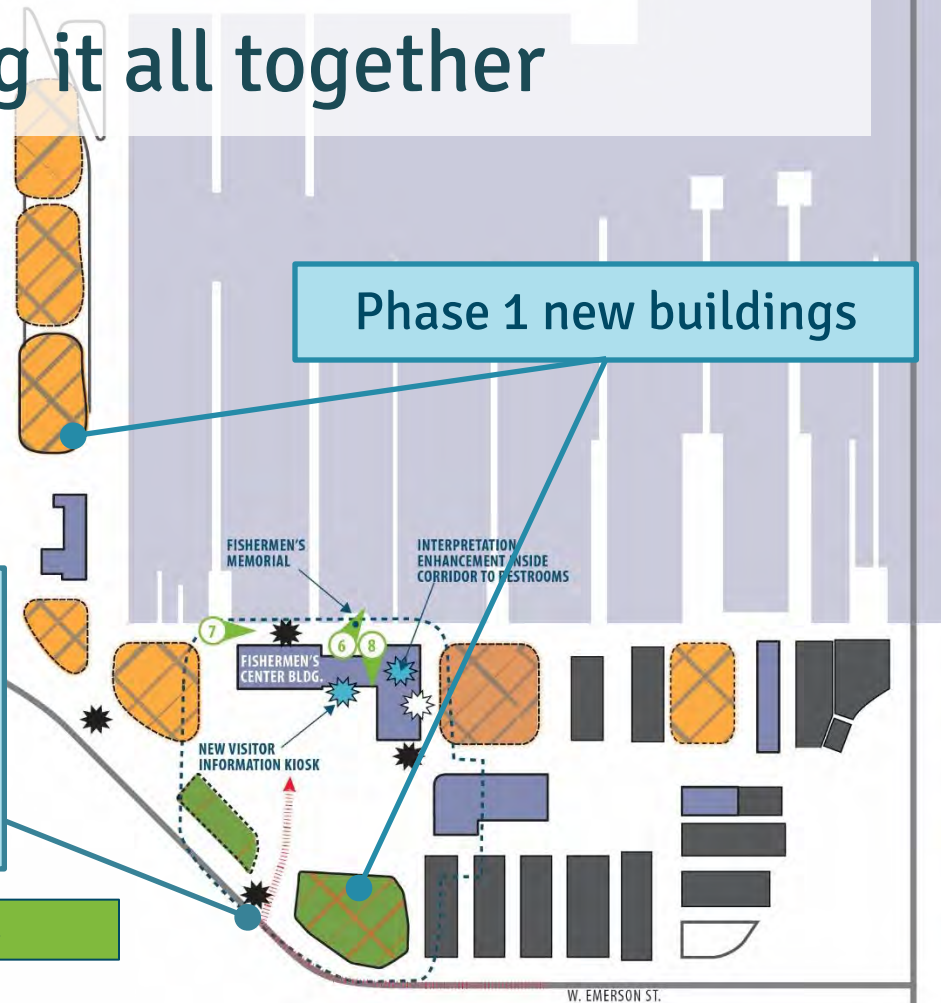 g it all together
Phase 1 new buildings
FISHERMEN'S
MEMORIAL
INTERPRETATION
ENHANCEMENT INSIDE
CORRIDOR TO RESTROOMS
7
6
8
FISHERMEN'S
CENTER BLDG.
NEW VISITOR
INFORMATION KIOSK
W. EMERSON ST.